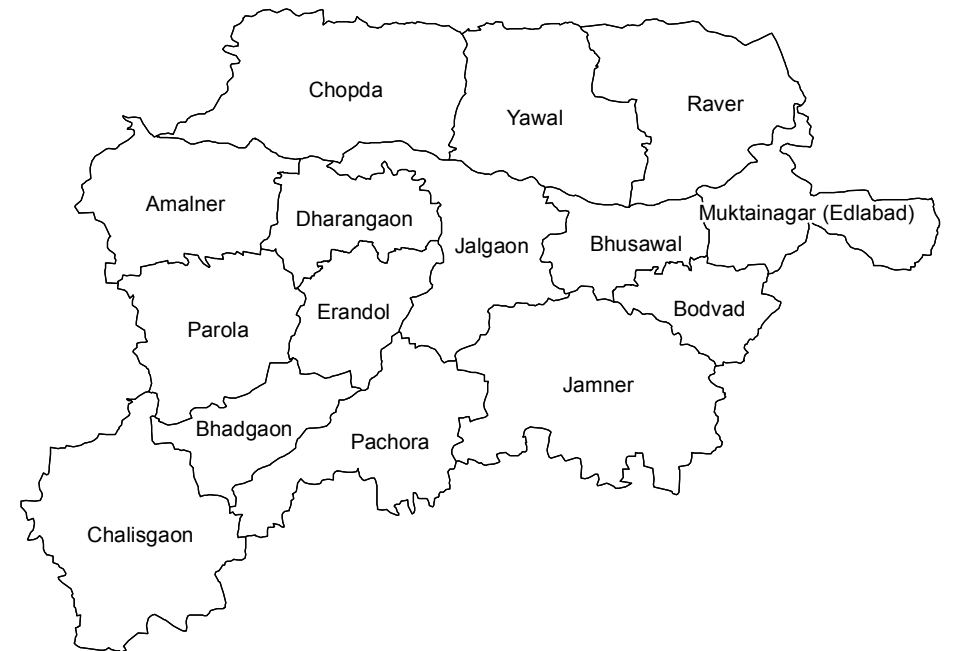 Chopda
Yawal
Raver
Amalner
Dharangaon
Jalgaon
Bhusawal
Muktainagar (Edlabad)
Parola
Erandol
Bodvad
Jamner
Bhadgaon
Pachora
Chalisgaon